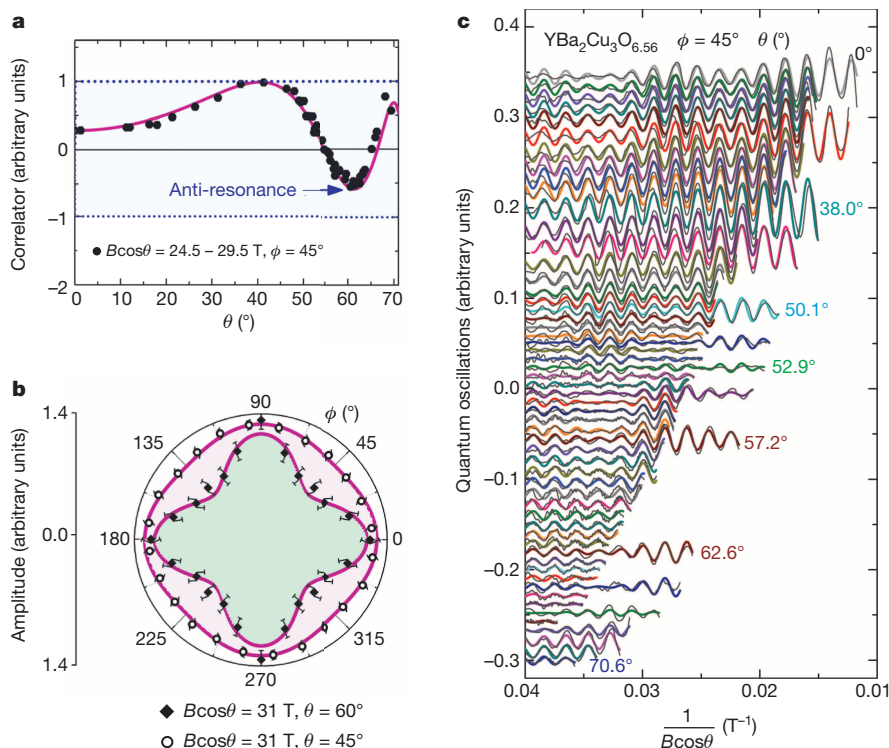 a
Correlator (arbitrary units)
1
0
−1
−2
Anti-resonance
Bcosθ = 24.5 – 29.5 T, ϕ = 45°
0 10 20 30 40 50 60 70
θ (°)
b
Amplitude (arbitrary units)
1.4
0.0
1.4
90
ϕ (°)
135
45
180
0
225
315
270
Bcosθ = 31 T, θ = 60°
Bcosθ = 31 T, θ = 45°
c
YBa₂Cu₃O₆.₅₆ ϕ = 45° θ (°)
0°
38.0°
50.1°
52.9°
57.2°
62.6°
70.6°
Quantum oscillations (arbitrary units)
0.4
0.3
0.2
0.1
0.0
−0.1
−0.2
−0.3
0.04 0.03 0.02 0.01
1
Bcosθ
(T⁻¹)